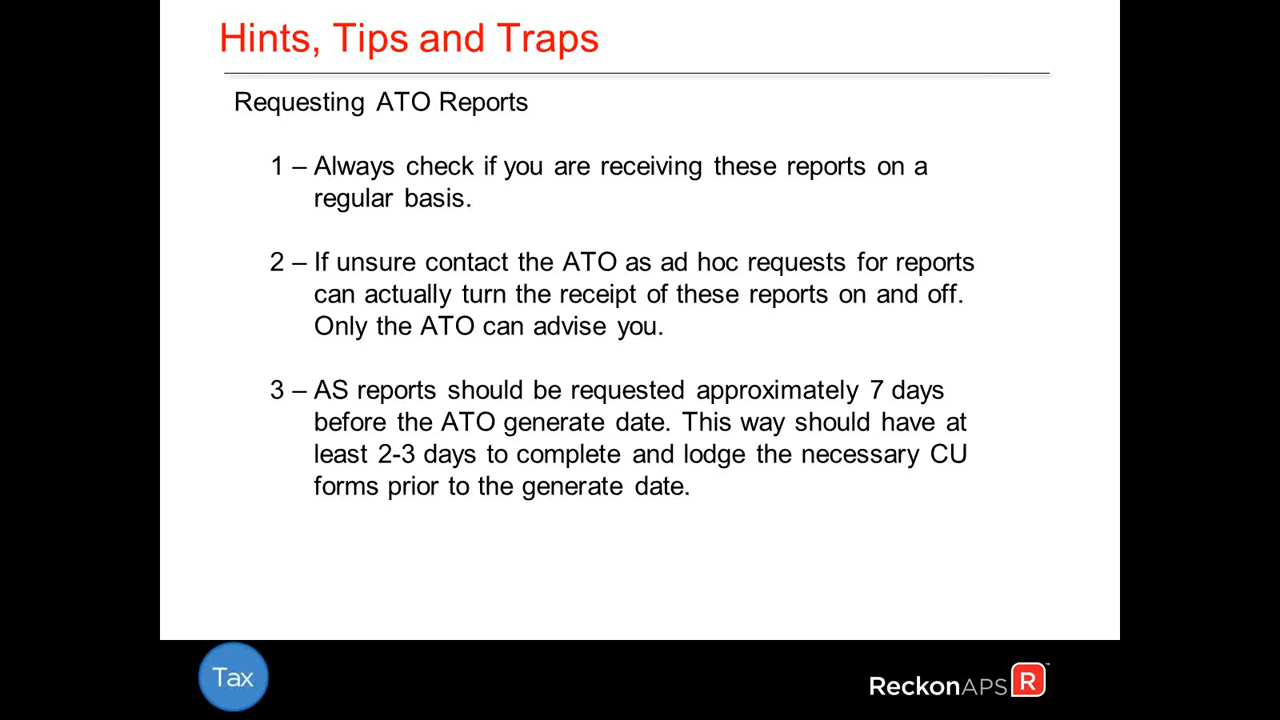 Hints, Tips and Traps
Requesting ATO Reports
1 – Always check if you are receiving these reports on a
regular basis.
2 – If unsure contact the ATO as ad hoc requests for reports
can actually turn the receipt of these reports on and off.
Only the ATO can advise you.
3 – AS reports should be requested approximately 7 days
before the ATO generate date. This way should have at
least 2-3 days to complete and lodge the necessary CU
forms prior to the generate date.
Tax
ReckonAPS R